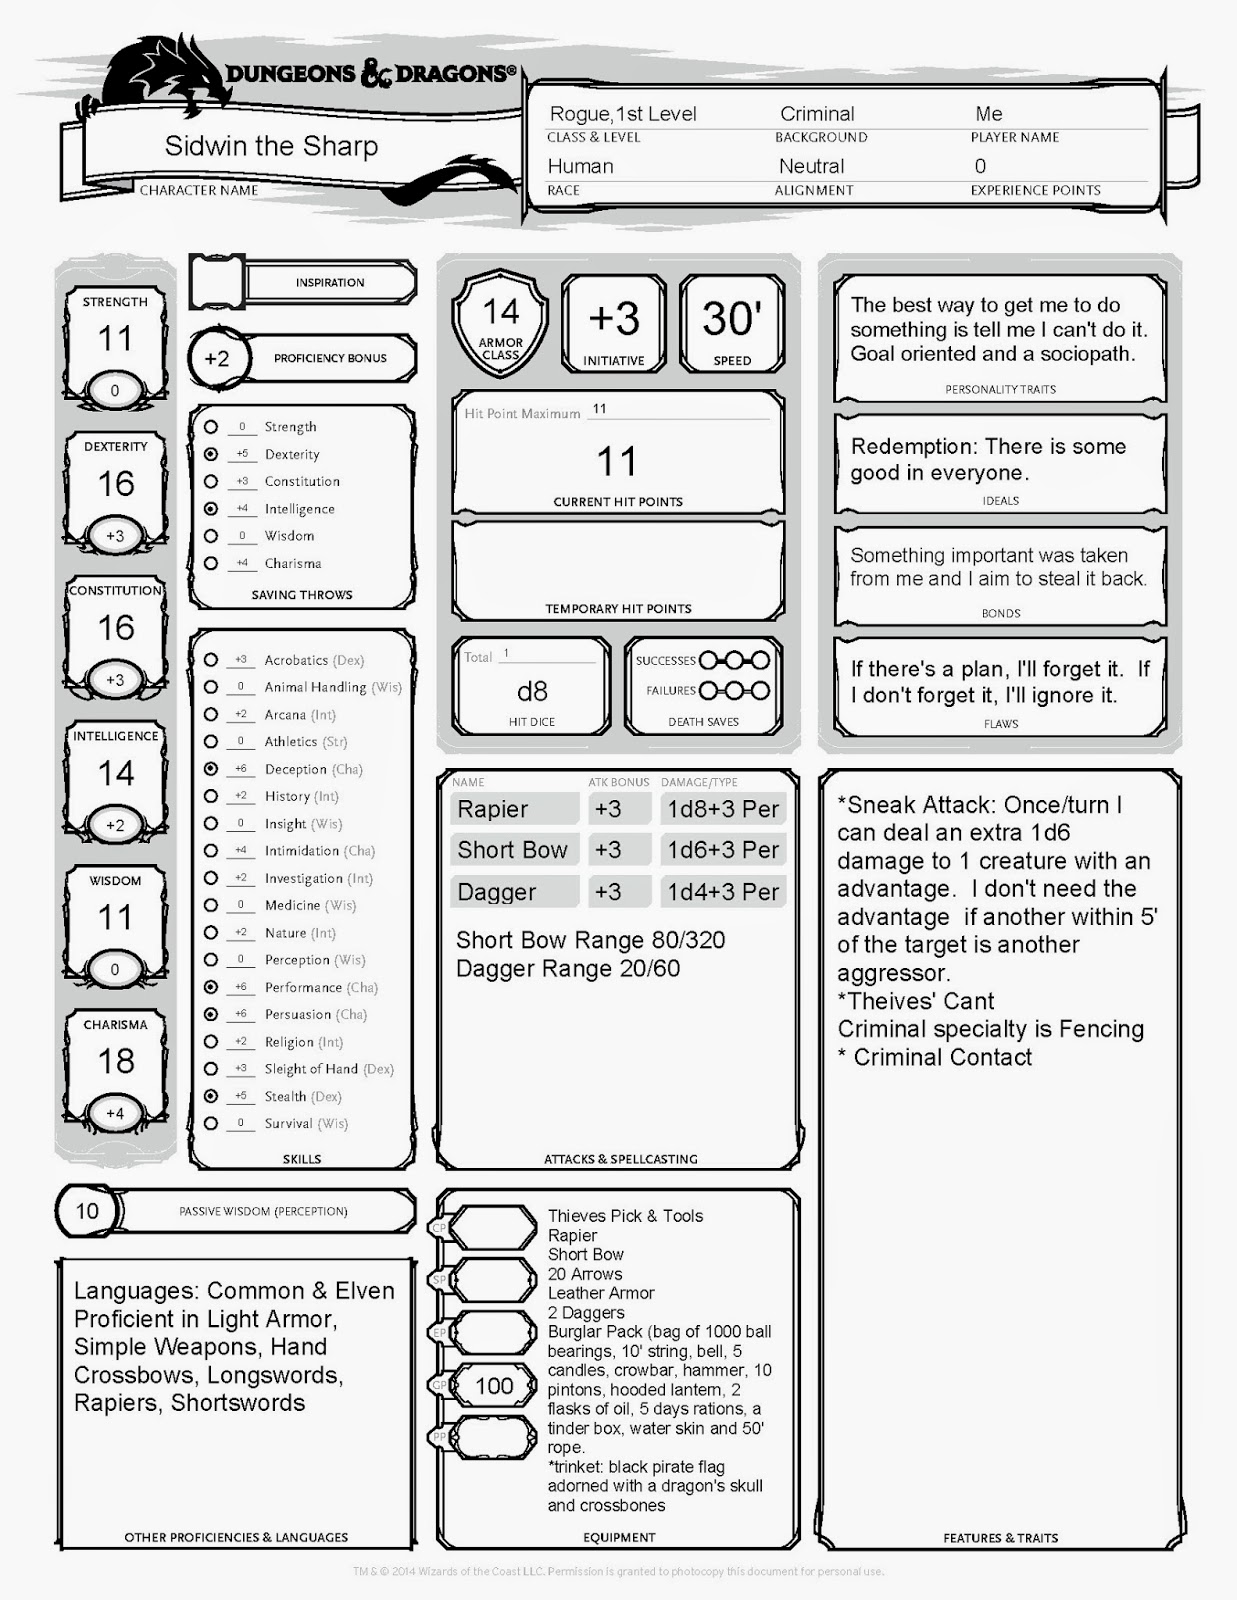 DUNGEONS & DRAGONS®
Sidwin the Sharp
CHARACTER NAME
Rogue,1st Level Criminal Me
CLASS & LEVEL BACKGROUND PLAYER NAME
Human Neutral 0
RACE ALIGNMENT EXPERIENCE POINTS
STRENGTH
11
0
DEXTERITY
16
+3
CONSTITUTION
16
+3
INTELLIGENCE
14
+2
WISDOM
11
0
CHARISMA
18
+4
INSPIRATION
+2 PROFICIENCY BONUS
0 Strength
+5 Dexterity
+3 Constitution
+4 Intelligence
0 Wisdom
+4 Charisma
SAVING THROWS
+3 Acrobatics (Dex)
0 Animal Handling (Wis)
+2 Arcana (Int)
0 Athletics (Str)
+6 Deception (Cha)
+2 History (Int)
0 Insight (Wis)
+4 Intimidation (Cha)
+2 Investigation (Int)
0 Medicine (Wis)
+2 Nature (Int)
0 Perception (Wis)
+6 Performance (Cha)
+6 Persuasion (Cha)
+2 Religion (Int)
+3 Sleight of Hand (Dex)
+5 Stealth (Dex)
0 Survival (Wis)
SKILLS
10 PASSIVE WISDOM (PERCEPTION)
Languages: Common & Elven
Proficient in Light Armor,
Simple Weapons, Hand
Crossbows, Longswords,
Rapiers, Shortswords
OTHER PROFICIENCIES & LANGUAGES
14
ARMOR
CLASS
+3
INITIATIVE
30'
SPEED
Hit Point Maximum 11
11
CURRENT HIT POINTS
TEMPORARY HIT POINTS
Total 1
d8
HIT DICE
SUCCESSES
FAILURES
DEATH SAVES
NAME ATK BONUS DAMAGE/TYPE
Rapier +3 1d8+3 Per
Short Bow +3 1d6+3 Per
Dagger +3 1d4+3 Per
Short Bow Range 80/320
Dagger Range 20/60
ATTACKS & SPELLCASTING
CP
SP
EP
GP 100
PP
Thieves Pick & Tools
Rapier
Short Bow
20 Arrows
Leather Armor
2 Daggers
Burglar Pack (bag of 1000 ball
bearings, 10' string, bell, 5
candles, crowbar, hammer, 10
pintons, hooded lantern, 2
flasks of oil, 5 days rations, a
tinder box, water skin and 50'
rope.
*trinket: black pirate flag
adorned with a dragon's skull
and crossbones
EQUIPMENT
The best way to get me to do
something is tell me I can't do it.
Goal oriented and a sociopath.
PERSONALITY TRAITS
Redemption: There is some
good in everyone.
IDEALS
Something important was taken
from me and I aim to steal it back.
BONDS
If there's a plan, I'll forget it. If
I don't forget it, I'll ignore it.
FLAWS
*Sneak Attack: Once/turn I
can deal an extra 1d6
damage to 1 creature with an
advantage. I don't need the
advantage if another within 5'
of the target is another
aggressor.
*Theives' Cant
Criminal specialty is Fencing
* Criminal Contact
FEATURES & TRAITS
TM & © 2014 Wizards of the Coast LLC. Permission is granted to photocopy this document for personal use.